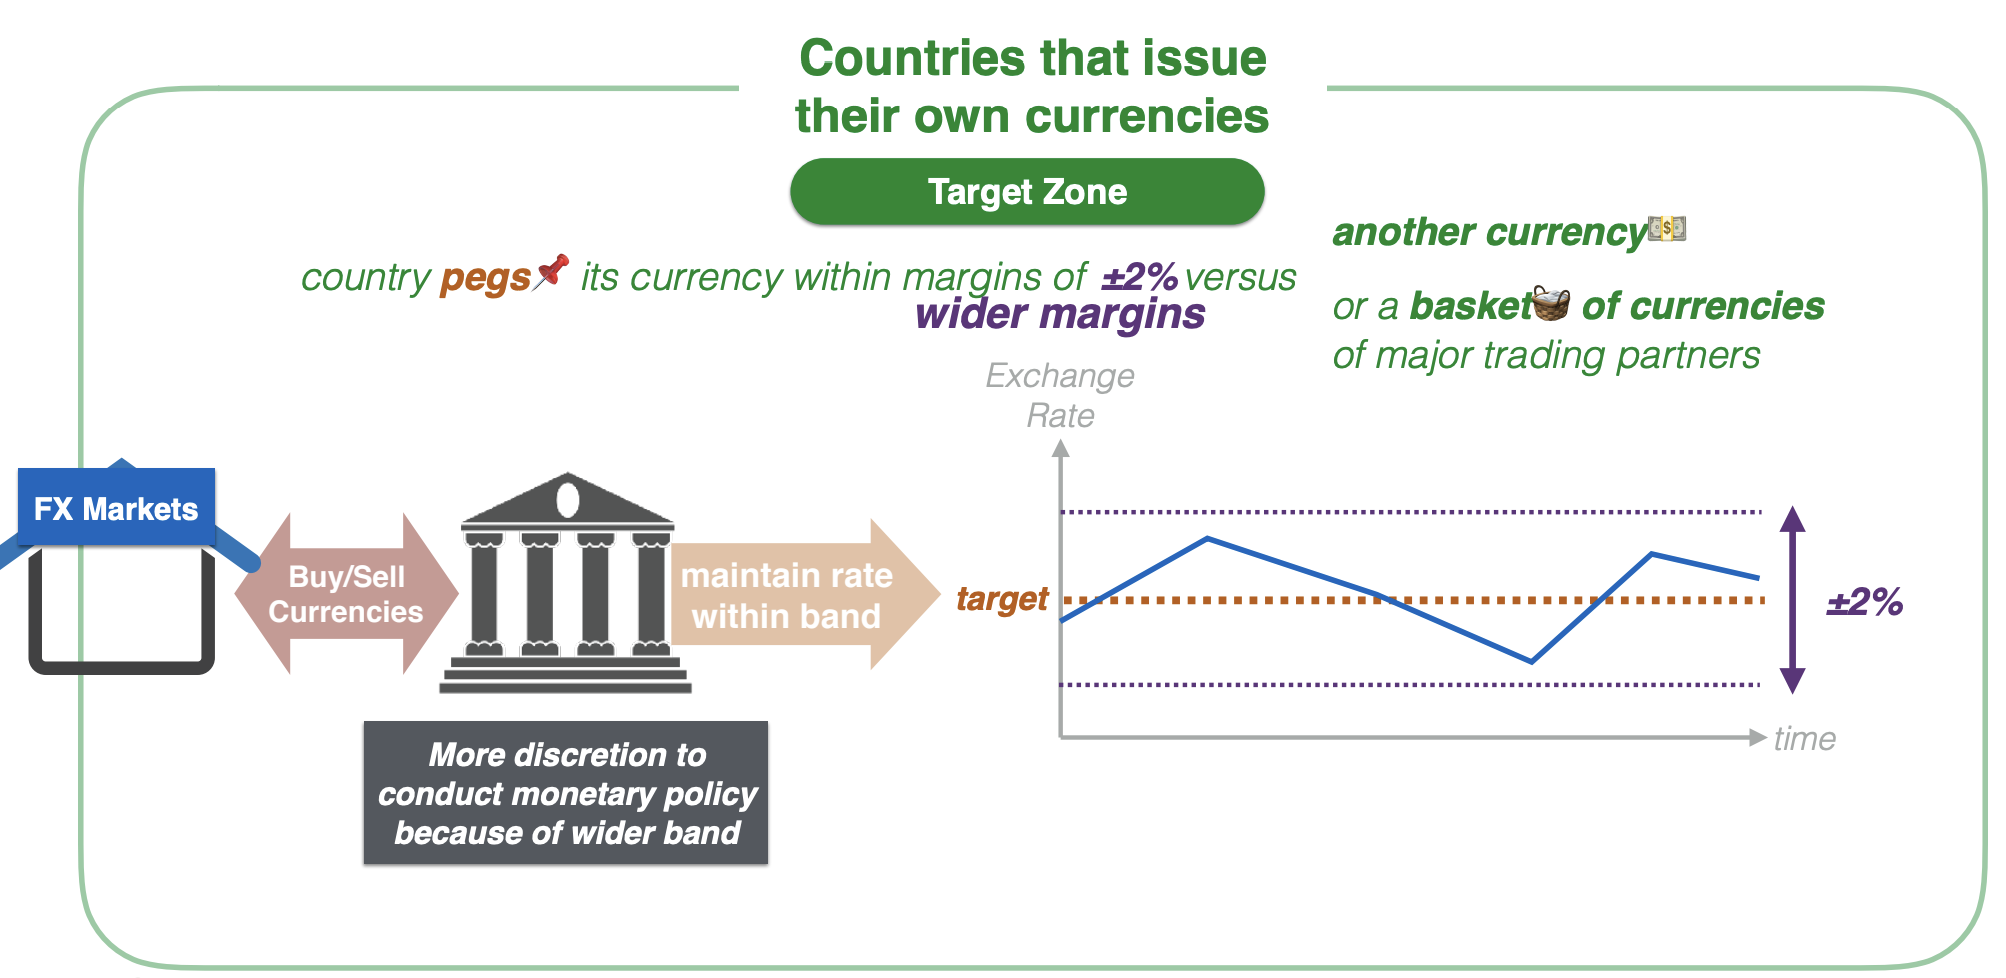 Countries that issue
their own currencies
Target Zone
country pegs its currency within margins of ±2% versus
wider margins
another currency
or a basket of currencies
of major trading partners
Exchange
Rate
FX Markets
Buy/Sell
Currencies
maintain rate
within band
target
±2%
time
More discretion to
conduct monetary policy
because of wider band